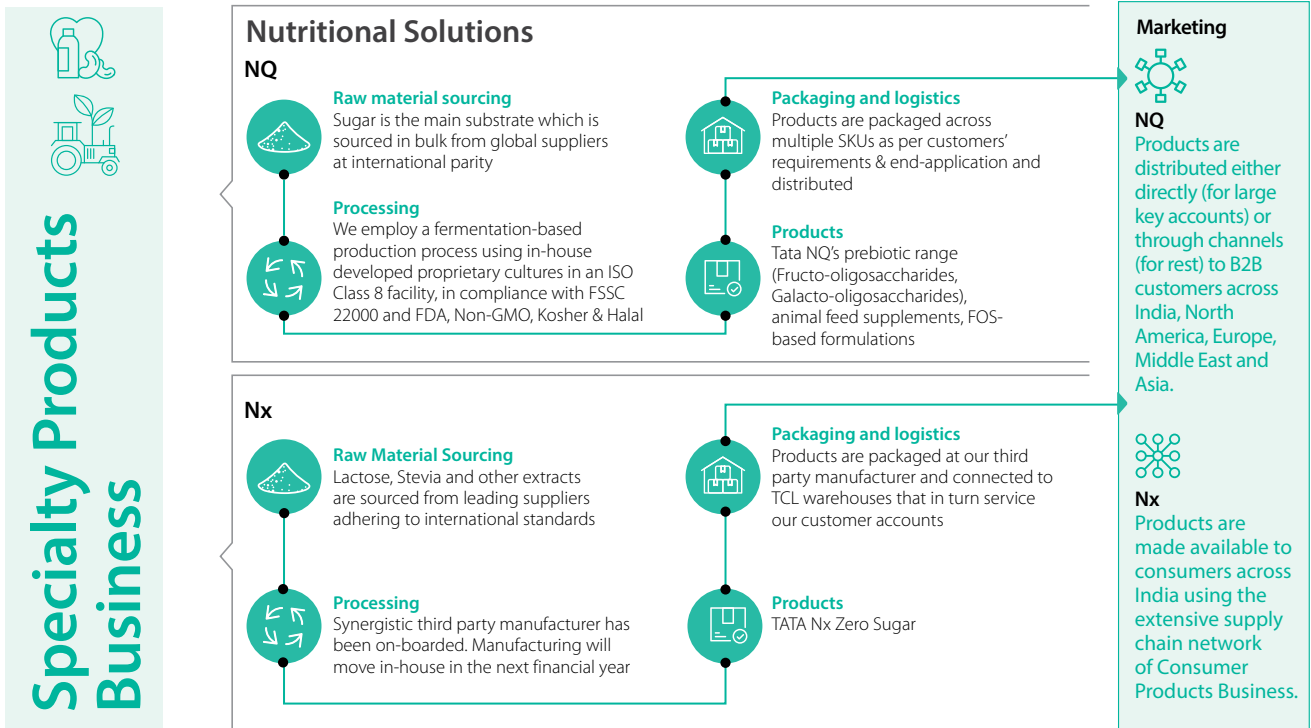 Specialty Products
Business
Nutritional Solutions
NQ
Raw material sourcing
Sugar is the main substrate which is
sourced in bulk from global suppliers
at international parity
Processing
We employ a fermentation-based
production process using in-house
developed proprietary cultures in an ISO
Class 8 facility, in compliance with FSSC
22000 and FDA, Non-GMO, Kosher & Halal
Packaging and logistics
Products are packaged across
multiple SKUs as per customers’
requirements & end-application and
distributed
Products
Tata NQ’s prebiotic range
(Fructo-oligosaccharides,
Galacto-oligosaccharides),
animal feed supplements, FOS-
based formulations
Nx
Raw Material Sourcing
Lactose, Stevia and other extracts
are sourced from leading suppliers
adhering to international standards
Processing
Synergistic third party manufacturer has
been on-boarded. Manufacturing will
move in-house in the next financial year
Packaging and logistics
Products are packaged at our third
party manufacturer and connected to
TCL warehouses that in turn service
our customer accounts
Products
TATA Nx Zero Sugar
Marketing
NQ
Products are
distributed either
directly (for large
key accounts) or
through channels
(for rest) to B2B
customers across
India, North
America, Europe,
Middle East and
Asia.
Nx
Products are
made available to
consumers across
India using the
extensive supply
chain network
of Consumer
Products Business.